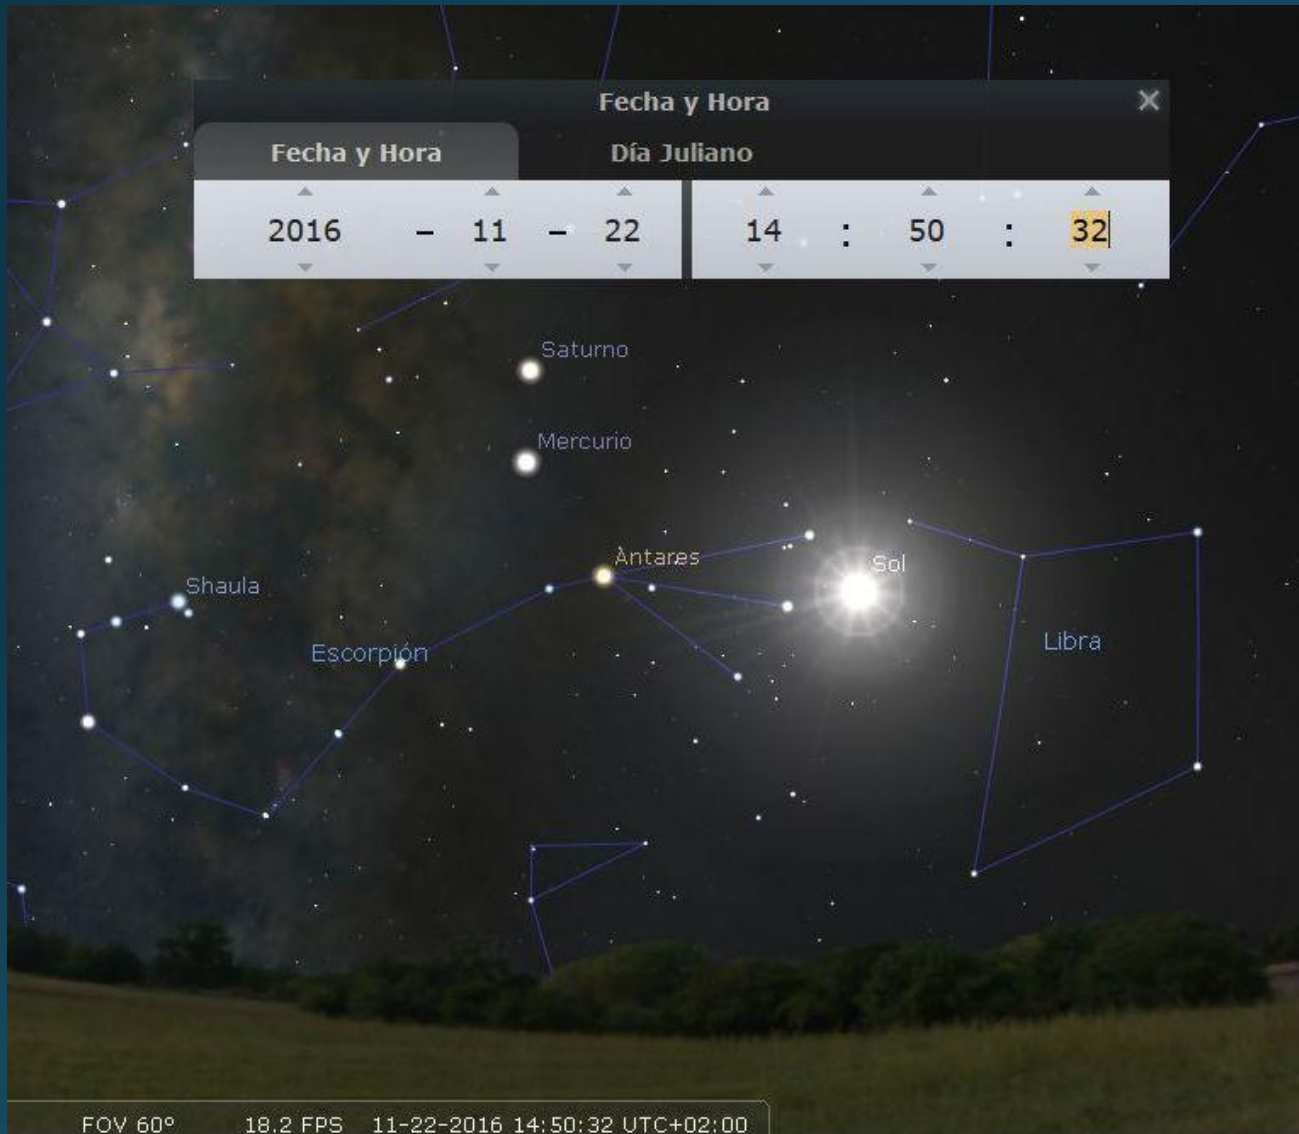 Fecha y Hora ×
Fecha y Hora Día Juliano
2016 – 11 – 22 14 : 50 : 32
Saturno
Mercurio
Antares
Sol
Shaula
Libra
Escorpión
FOV 60° 18.2 FPS 11-22-2016 14:50:32 UTC+02:00